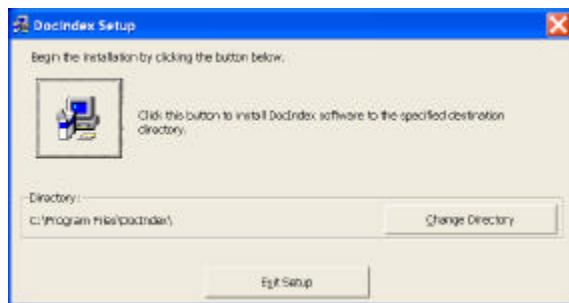 DocIndex Setup
Begin the installation by clicking the button below.
Click this button to install DocIndex software to the specified destination
directory.
Directory:
C:\Program Files\DocIndex\
Change Directory
Exit Setup